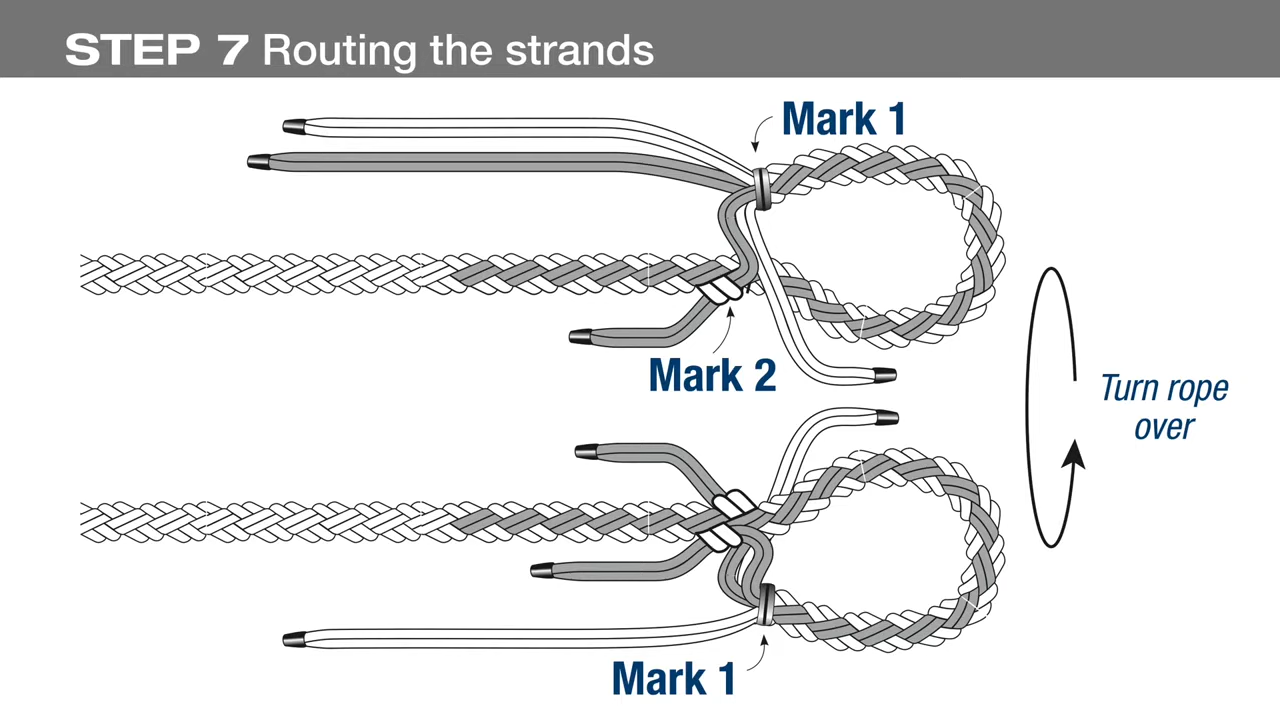 STEP 7 Routing the strands
Mark 1
Mark 2
Turn rope
over
Mark 1